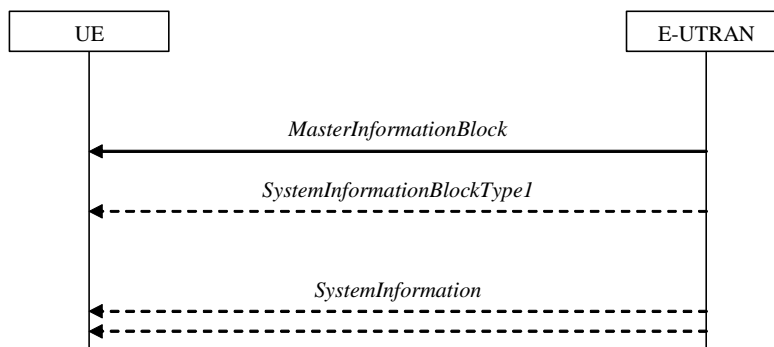 UE
E-UTRAN
MasterInformationBlock
SystemInformationBlockType1
SystemInformation